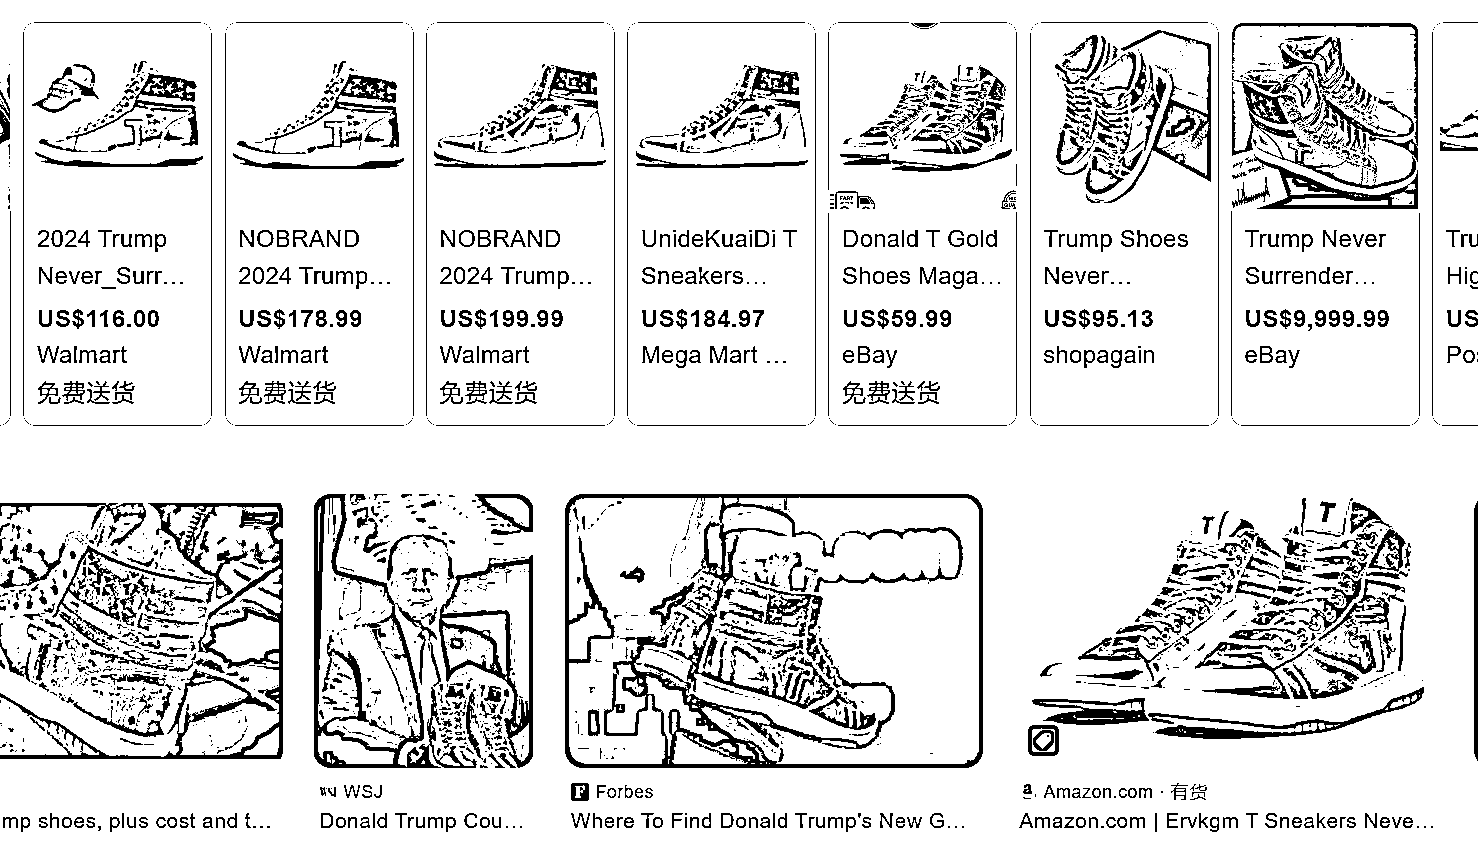 2024 Trump
Never_Surr...
US$116.00
Walmart
免费送货
NOBRAND
2024 Trump...
US$178.99
Walmart
免费送货
NOBRAND
2024 Trump...
US$199.99
Walmart
免费送货
UnideKuaiDi T
Sneakers...
US$184.97
Mega Mart ...
Donald T Gold
Shoes Maga...
US$59.99
eBay
免费送货
Trump Shoes
Never...
US$95.13
shopagain
Trump Never
Surrender...
US$9,999.99
eBay
Tru
Hig
US
Pos
T
T
T
mp shoes, plus cost and t...
WSJ
Donald Trump Cou...
F Forbes
Where To Find Donald Trump's New G...
T T
a Amazon.com · 有货
Amazon.com | Ervkgm T Sneakers Neve...